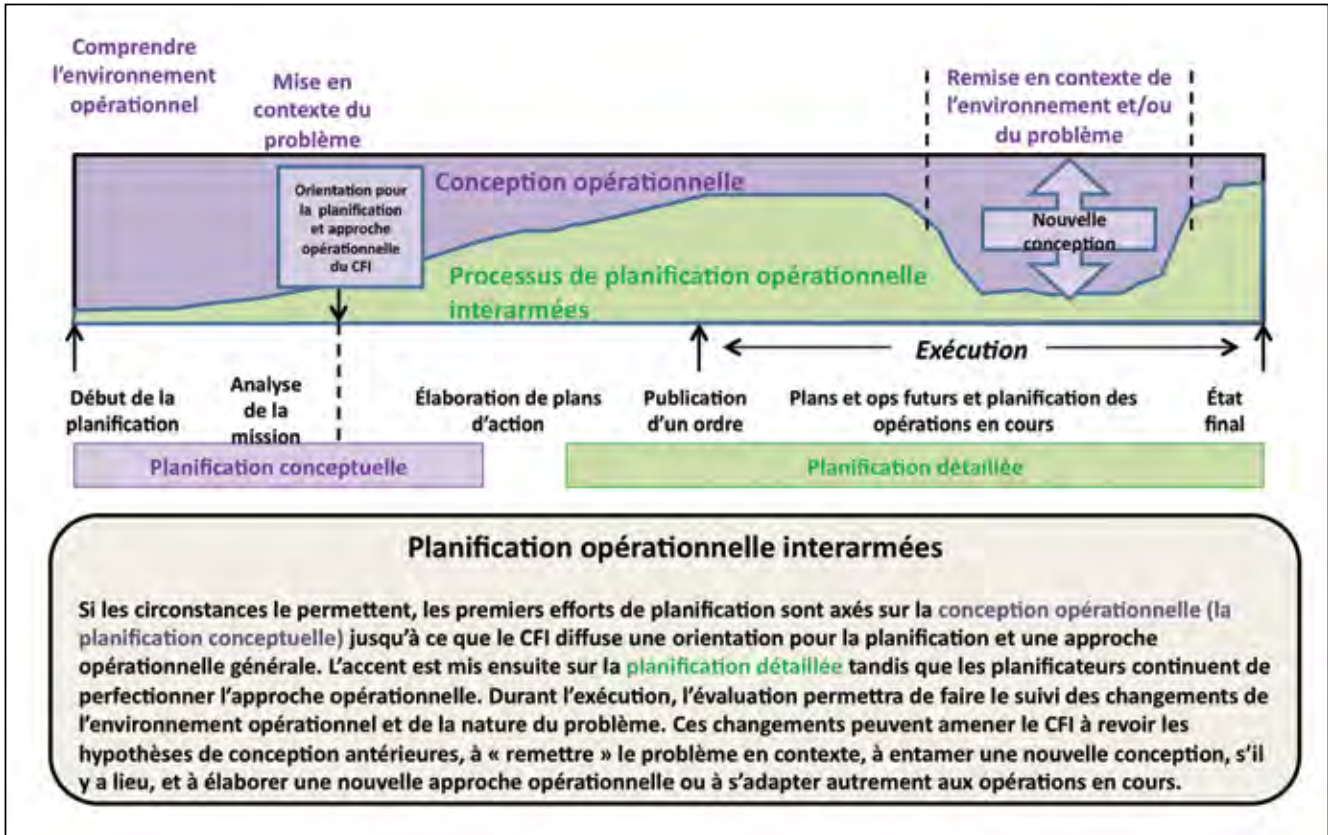 Comprendre
l’environnement
opérationnel
Mise en
contexte du
problème
Remise en contexte de
l’environnement et/ou
du problème
Orientation pour
la planification
et approche
opérationnelle
du CFI
Conception opérationnelle
Nouvelle
conception
Processus de planification opérationnelle
interarmées
Exécution
Début de la
planification
Analyse
de la
mission
Élaboration de plans
d’action
Publication
d’un ordre
Plans et ops futurs et planification des
opérations en cours
État
final
Planification conceptuelle
Planification détaillée
Planification opérationnelle interarmées
Si les circonstances le permettent, les premiers efforts de planification sont axés sur la conception opérationnelle (la
planification conceptuelle) jusqu’à ce que le CFI diffuse une orientation pour la planification et une approche
opérationnelle générale. L’accent est mis ensuite sur la planification détaillée tandis que les planificateurs continuent de
perfectionner l’approche opérationnelle. Durant l’exécution, l’évaluation permettra de faire le suivi des changements de
l’environnement opérationnel et de la nature du problème. Ces changements peuvent amener le CFI à revoir les
hypothèses de conception antérieures, à « remettre » le problème en contexte, à entamer une nouvelle conception, s’il
y a lieu, et à élaborer une nouvelle approche opérationnelle ou à s’adapter autrement aux opérations en cours.